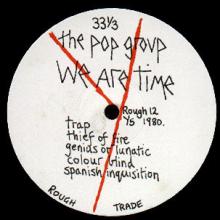 33⅓
the pop group
We are time
Rough 12
Y5 1980.
trap
thief of fire
genius or lunatic
colour blind
spanish inquisition
ROUGH TRADE